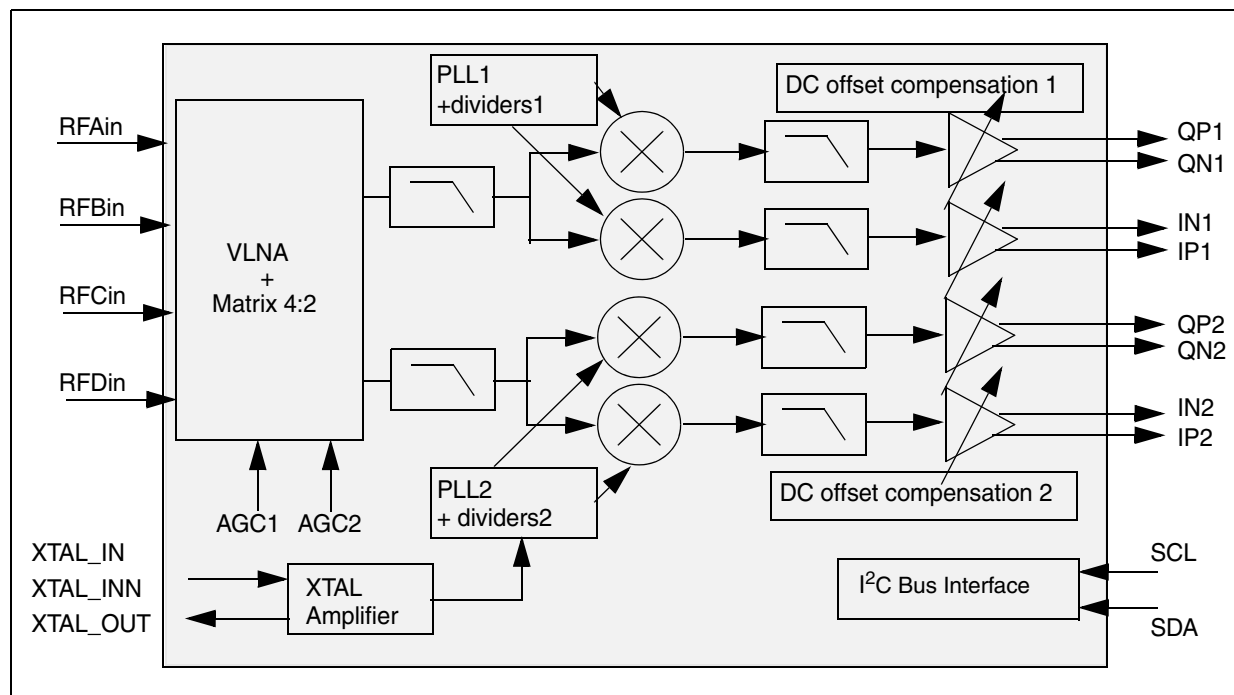 RFAin
RFBin
RFCin
RFDin
VLNA
+
Matrix 4:2
AGC1
AGC2
PLL1
+dividers1
PLL2
+ dividers2
DC offset compensation 1
DC offset compensation 2
QP1
QN1
IN1
IP1
QP2
QN2
IN2
IP2
XTAL_IN
XTAL_INN
XTAL_OUT
XTAL
Amplifier
I²C Bus Interface
SCL
SDA